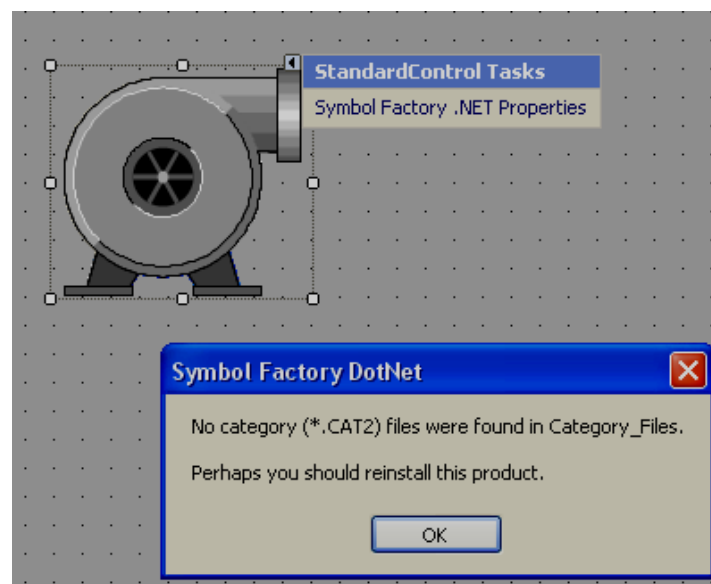 StandardControl Tasks
Symbol Factory .NET Properties
Symbol Factory DotNet
No category (*.CAT2) files were found in Category_Files.
Perhaps you should reinstall this product.
OK